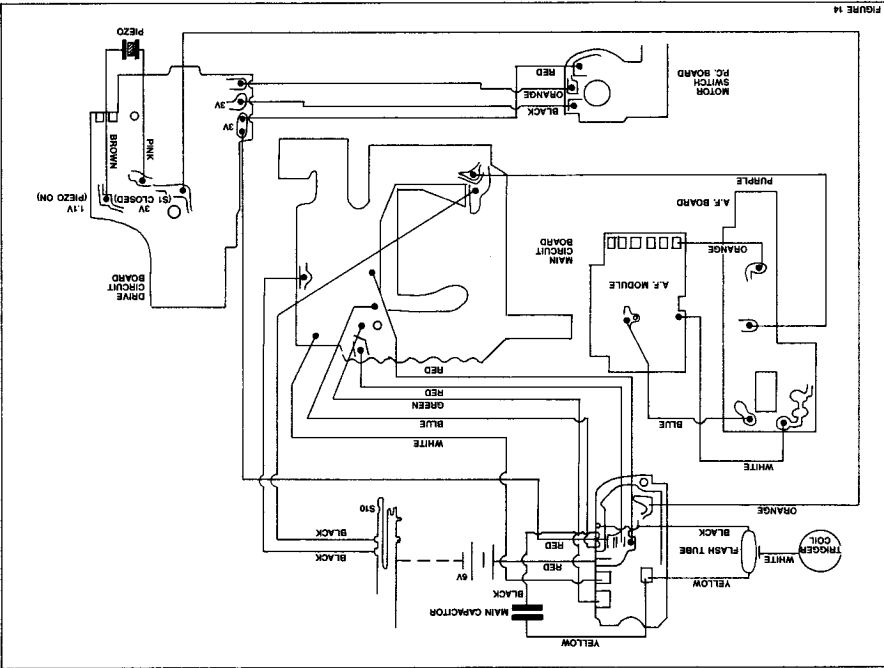 YELLOW
MAIN CAPACITOR
BLACK
YELLOW
TRIGGER
COIL
WHITE
FLASH TUBE
BLACK
RED
RED
6V
BLACK
BLACK
S10
ORANGE
WHITE
BLUE
WHITE
BLUE
GREEN
RED
RED
A.F. MODULE
MAIN
CIRCUIT
BOARD
ORANGE
A.F. BOARD
PURPLE
DRIVE
CIRCUIT
BOARD
1.1V
(PIEZO ON)
3V
(S1 CLOSED)
BROWN
PINK
3V
3V
BLACK
ORANGE
RED
MOTOR
SWITCH
P.C. BOARD
PIEZO
FIGURE 14